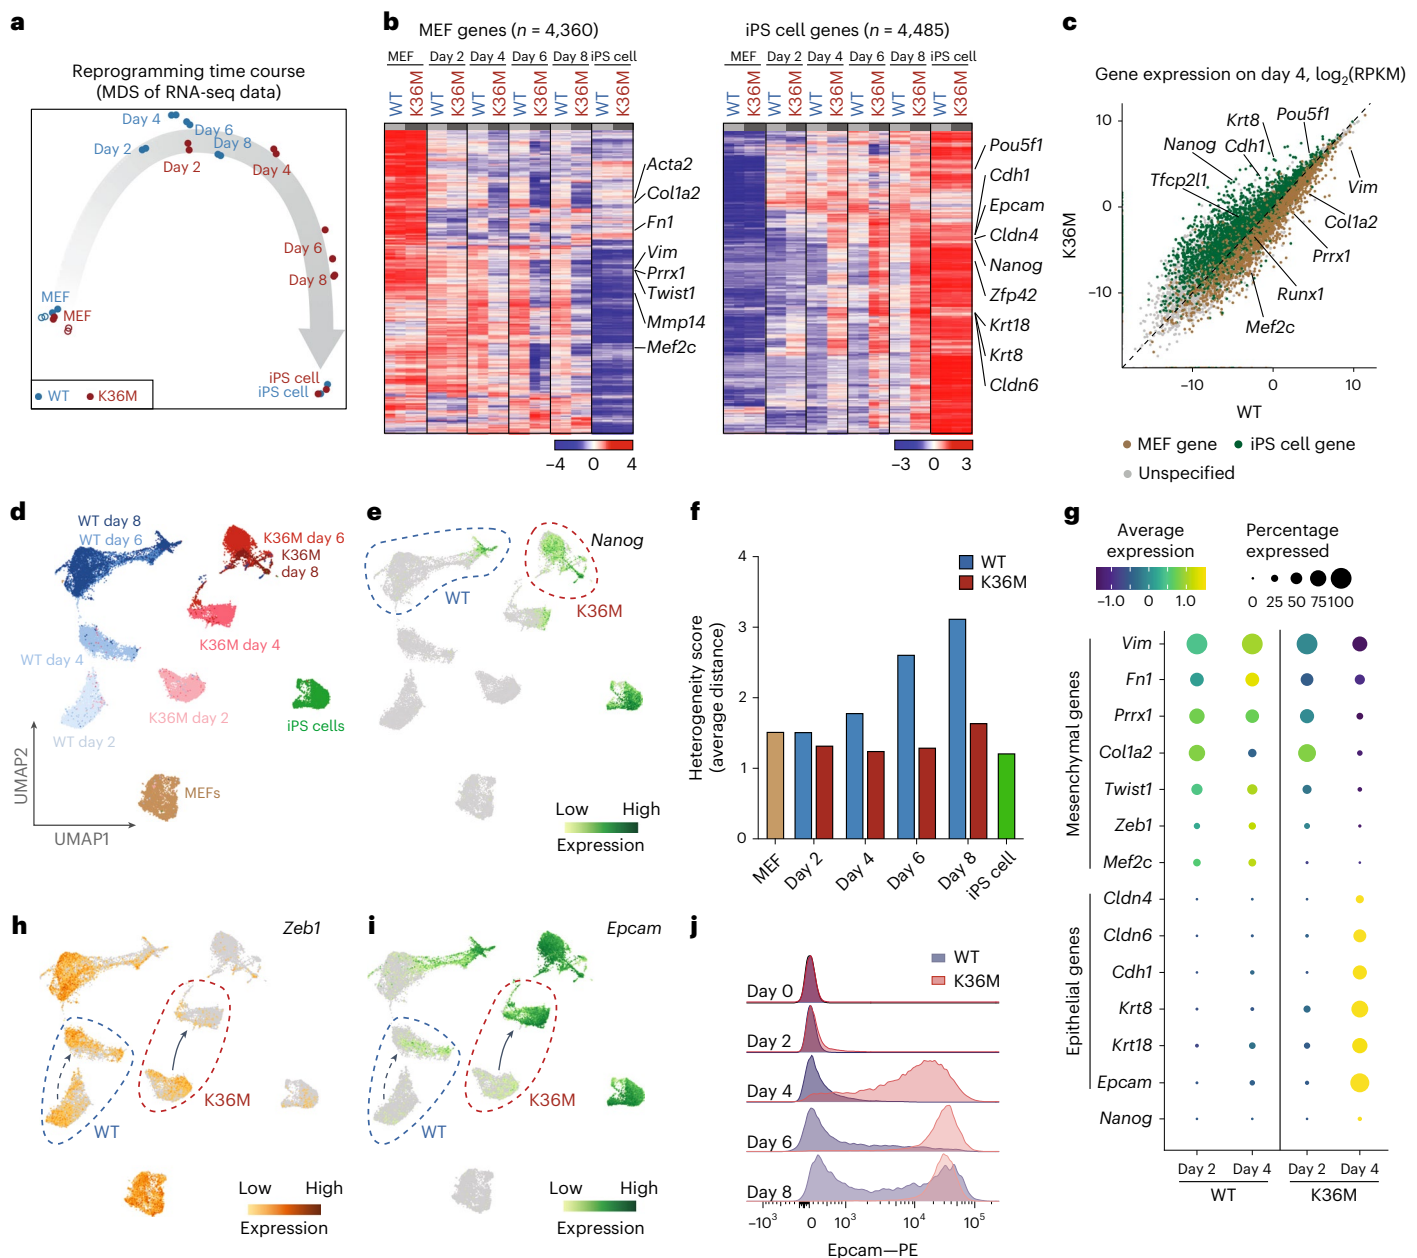 a
Reprogramming time course
(MDS of RNA-seq data)
Day 4
Day 6
Day 2
Day 8
Day 2
Day 4
Day 6
Day 8
MEF
MEF
iPS cell
iPS cell
WT K36M
b
MEF genes (n = 4,360)
MEF Day 2 Day 4 Day 6 Day 8 iPS cell
WT K36M WT K36M WT K36M WT K36M WT K36M WT K36M
Acta2
Col1a2
Fn1
Vim
Prrx1
Twist1
Mmp14
Mef2c
−4 0 4
iPS cell genes (n = 4,485)
MEF Day 2 Day 4 Day 6 Day 8 iPS cell
WT K36M WT K36M WT K36M WT K36M WT K36M WT K36M
Pou5f1
Cdh1
Epcam
Cldn4
Nanog
Zfp42
Krt18
Krt8
Cldn6
−3 0 3
c
Gene expression on day 4, log2(RPKM)
10
0
−10
K36M
Krt8
Pou5f1
Nanog
Cdh1
Tfcp2l1
Vim
Col1a2
Prrx1
Runx1
Mef2c
−10 0 10
WT
MEF gene iPS cell gene
Unspecified
d
WT day 8
WT day 6
K36M day 6
K36M
day 8
K36M day 4
WT day 4
K36M day 2
WT day 2
iPS cells
MEFs
UMAP2
UMAP1
e
Nanog
WT
K36M
Low High
Expression
f
Heterogeneity score
(average distance)
4
3
2
1
0
WT
K36M
MEF
Day 2
Day 4
Day 6
Day 8
iPS cell
g
Average
expression
−1.0 0 1.0
Percentage
expressed
0 25 50 75 100
Mesenchymal genes
Vim
Fn1
Prrx1
Col1a2
Twist1
Zeb1
Mef2c
Epithelial genes
Cldn4
Cldn6
Cdh1
Krt8
Krt18
Epcam
Nanog
Day 2 Day 4 Day 2 Day 4
WT K36M
h
Zeb1
WT
K36M
Low High
Expression
i
Epcam
WT
K36M
Low High
Expression
j
WT
K36M
Day 0
Day 2
Day 4
Day 6
Day 8
−10³ 0 10³ 10⁴ 10⁵
Epcam—PE